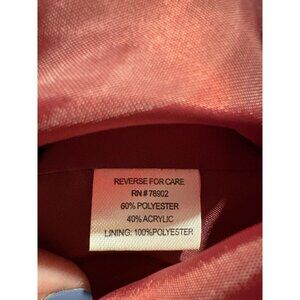 REVERSE FOR CARE
RN # 78902
60% POLYESTER
40% ACRYLIC
LINING: 100%POLYESTER